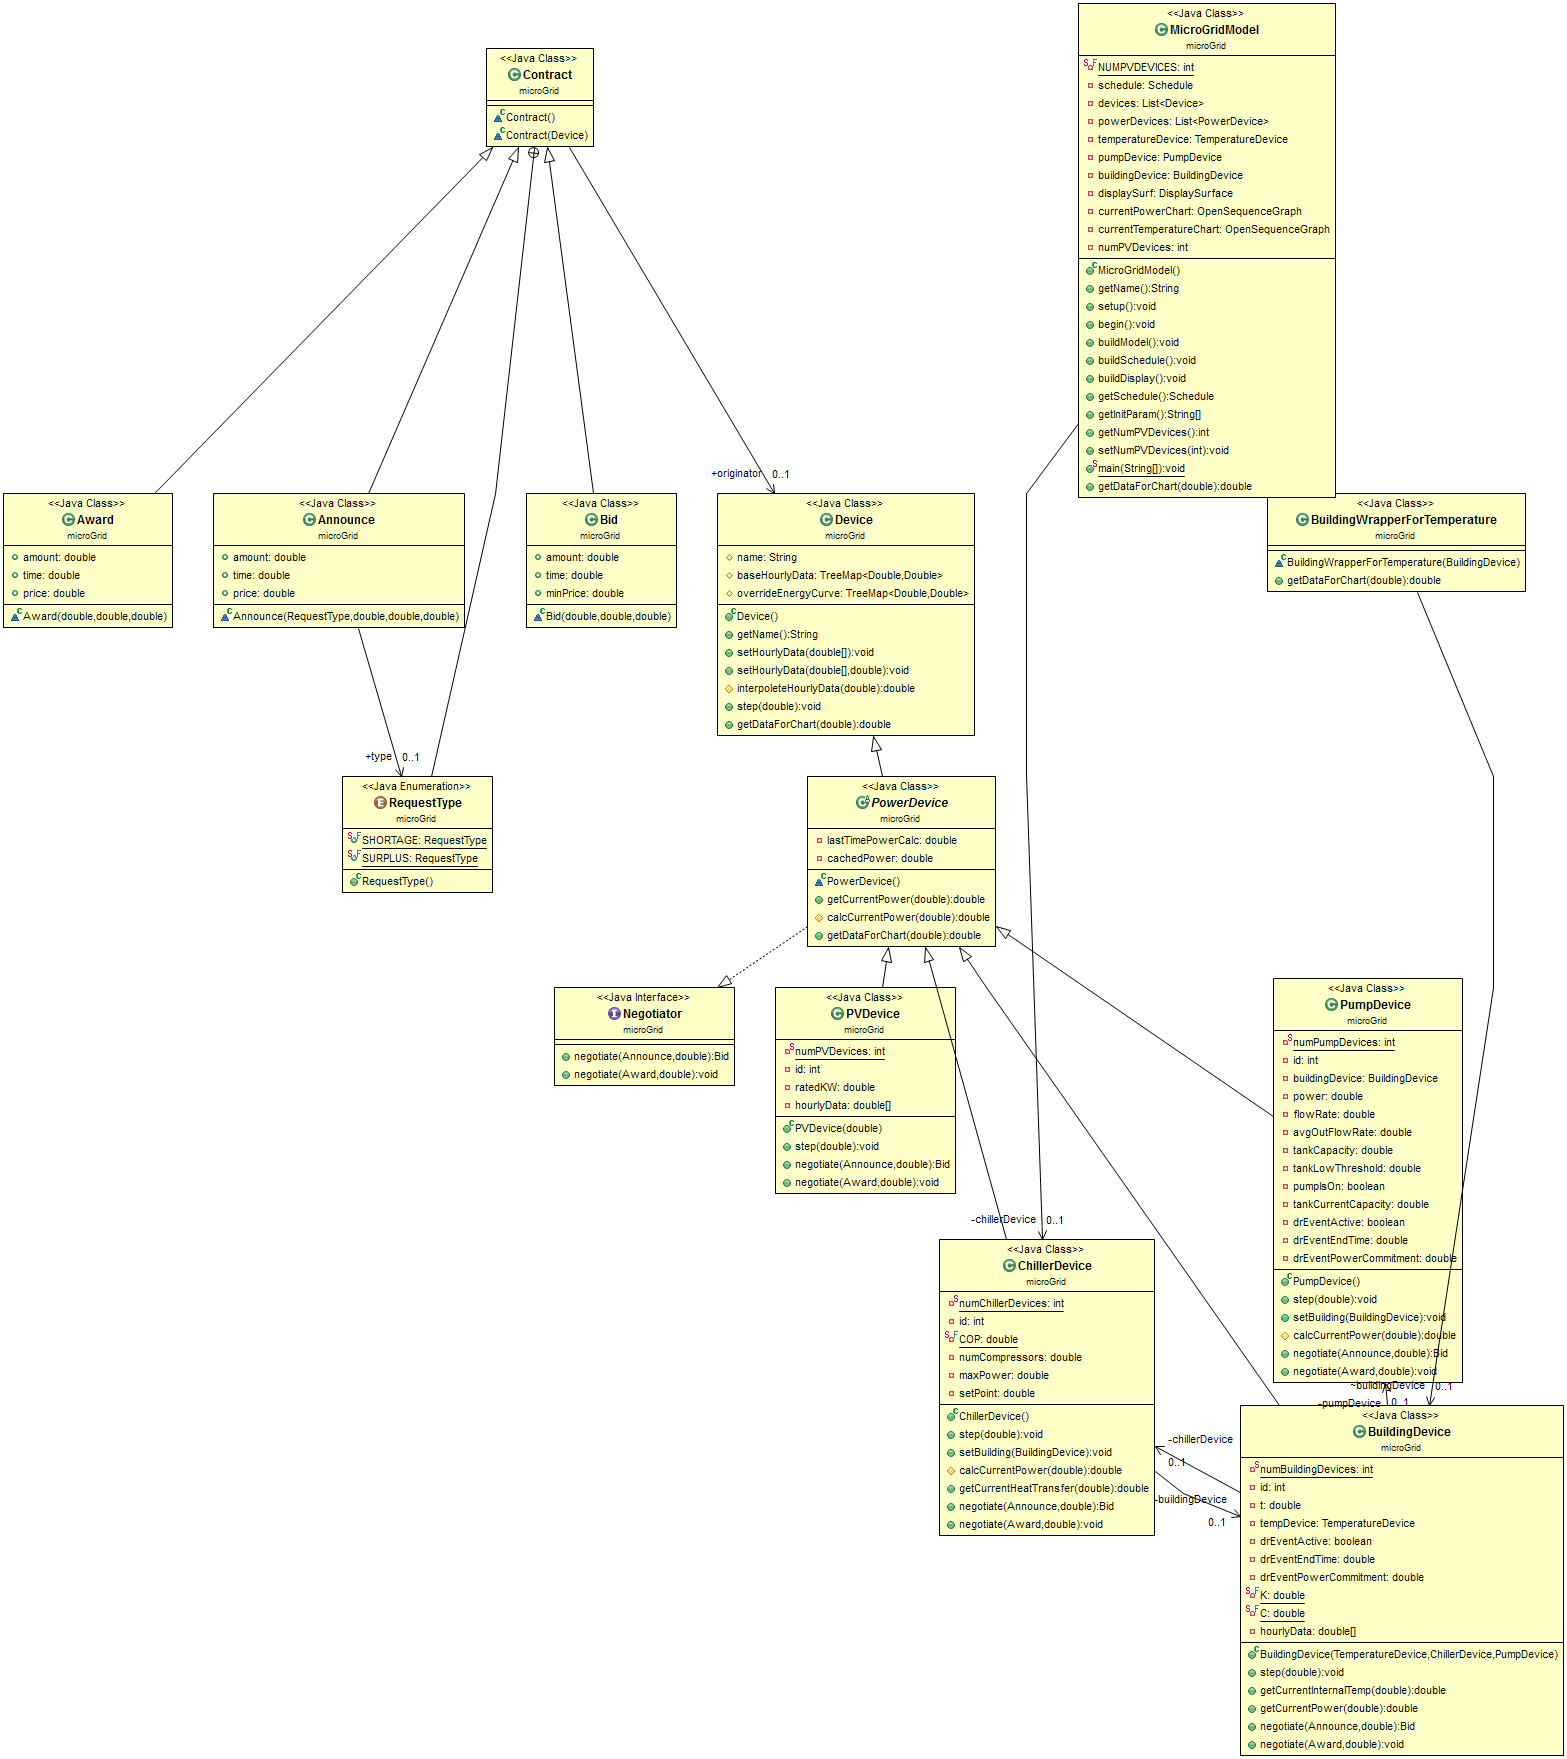 <<Java Class>>
MicroGridModel
microGrid
NUMPVDEVICES: int
schedule: Schedule
devices: List<Device>
powerDevices: List<PowerDevice>
temperatureDevice: TemperatureDevice
pumpDevice: PumpDevice
buildingDevice: BuildingDevice
displaySurf: DisplaySurface
currentPowerChart: OpenSequenceGraph
currentTemperatureChart: OpenSequenceGraph
numPVDevices: int
MicroGridModel()
getName():String
setup():void
begin():void
buildModel():void
buildSchedule():void
buildDisplay():void
getSchedule():Schedule
getInitParam():String[]
getNumPVDevices():int
setNumPVDevices(int):void
main(String[]):void
getDataForChart(double):double
<<Java Class>>
Contract
microGrid
Contract()
Contract(Device)
+originator 0..1
<<Java Class>>
Award
microGrid
amount: double
time: double
price: double
Award(double,double,double)
<<Java Class>>
Announce
microGrid
amount: double
time: double
price: double
Announce(RequestType,double,double,double)
<<Java Class>>
Bid
microGrid
amount: double
time: double
minPrice: double
Bid(double,double,double)
<<Java Class>>
Device
microGrid
name: String
baseHourlyData: TreeMap<Double,Double>
overrideEnergyCurve: TreeMap<Double,Double>
Device()
getName():String
setHourlyData(double[]):void
setHourlyData(double[],double):void
interpoleteHourlyData(double):double
step(double):void
getDataForChart(double):double
<<Java Class>>
BuildingWrapperForTemperature
microGrid
BuildingWrapperForTemperature(BuildingDevice)
getDataForChart(double):double
+type 0..1
<<Java Enumeration>>
RequestType
microGrid
SHORTAGE: RequestType
SURPLUS: RequestType
RequestType()
<<Java Class>>
PowerDevice
microGrid
lastTimePowerCalc: double
cachedPower: double
PowerDevice()
getCurrentPower(double):double
calcCurrentPower(double):double
getDataForChart(double):double
<<Java Interface>>
Negotiator
microGrid
negotiate(Announce,double):Bid
negotiate(Award,double):void
<<Java Class>>
PVDevice
microGrid
numPVDevices: int
id: int
ratedKW: double
hourlyData: double[]
PVDevice(double)
step(double):void
negotiate(Announce,double):Bid
negotiate(Award,double):void
<<Java Class>>
PumpDevice
microGrid
numPumpDevices: int
id: int
buildingDevice: BuildingDevice
power: double
flowRate: double
avgOutFlowRate: double
tankCapacity: double
tankLowThreshold: double
pumpIsOn: boolean
tankCurrentCapacity: double
drEventActive: boolean
drEventEndTime: double
drEventPowerCommitment: double
PumpDevice()
step(double):void
setBuilding(BuildingDevice):void
calcCurrentPower(double):double
negotiate(Announce,double):Bid
negotiate(Award,double):void
-chillerDevice 0..1
<<Java Class>>
ChillerDevice
microGrid
numChillerDevices: int
id: int
COP: double
numCompressors: double
maxPower: double
setPoint: double
ChillerDevice()
step(double):void
setBuilding(BuildingDevice):void
calcCurrentPower(double):double
getCurrentHeatTransfer(double):double
negotiate(Announce,double):Bid
negotiate(Award,double):void
~buildingDevice 0..1
-pumpDevice 0..1
-chillerDevice
0..1
-buildingDevice
0..1
<<Java Class>>
BuildingDevice
microGrid
numBuildingDevices: int
id: int
t: double
tempDevice: TemperatureDevice
drEventActive: boolean
drEventEndTime: double
drEventPowerCommitment: double
K: double
C: double
hourlyData: double[]
BuildingDevice(TemperatureDevice,ChillerDevice,PumpDevice)
step(double):void
getCurrentInternalTemp(double):double
getCurrentPower(double):double
negotiate(Announce,double):Bid
negotiate(Award,double):void